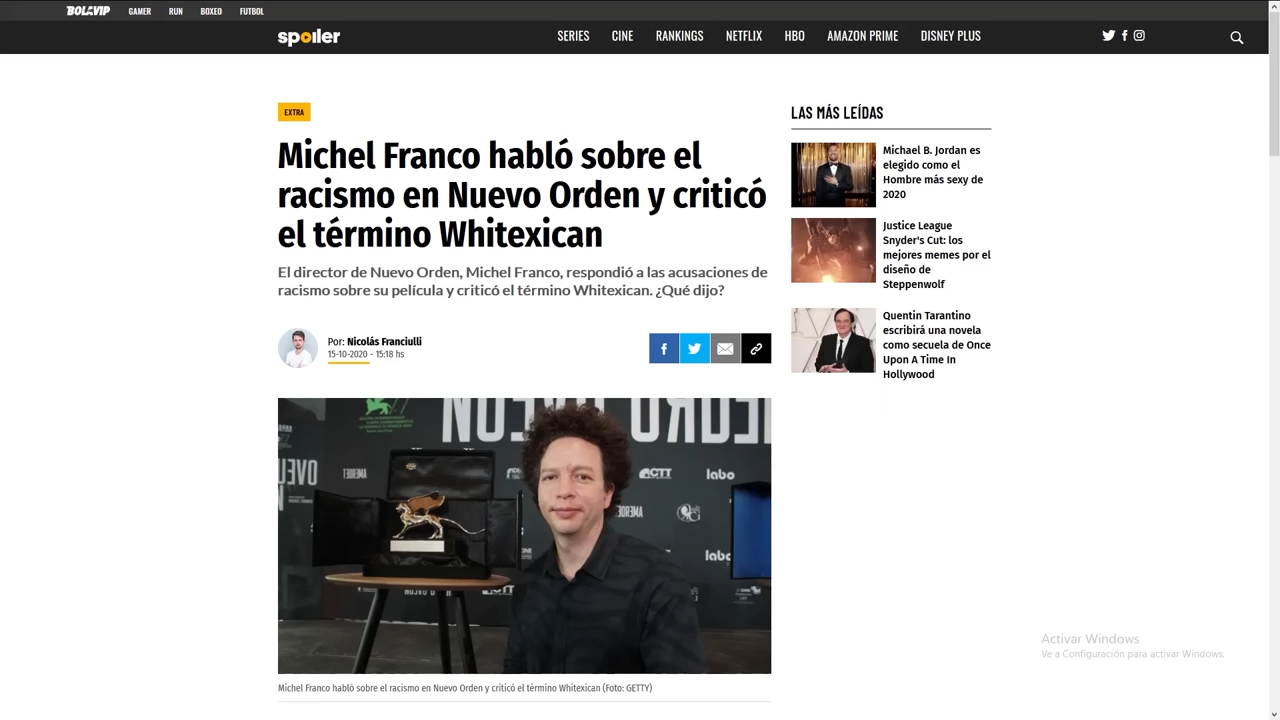 BOLAVIP GAMER RUN BOXEO FUTBOL
spoiler SERIES CINE RANKINGS NETFLIX HBO AMAZON PRIME DISNEY PLUS
EXTRA
Michel Franco habló sobre el
racismo en Nuevo Orden y criticó
el término Whitexican
El director de Nuevo Orden, Michel Franco, respondió a las acusaciones de
racismo sobre su película y criticó el término Whitexican. ¿Qué dijo?
Por: Nicolás Franciulli
15-10-2020 - 15:18 hs
labo
labo
Michel Franco habló sobre el racismo en Nuevo Orden y criticó el término Whitexican (Foto: GETTY)
LAS MÁS LEÍDAS
Michael B. Jordan es
elegido como el
Hombre más sexy de
2020
Justice League
Snyder's Cut: los
mejores memes por el
diseño de
Steppenwolf
Quentin Tarantino
escribirá una novela
como secuela de Once
Upon A Time In
Hollywood
Activar Windows
Ve a Configuración para activar Windows.